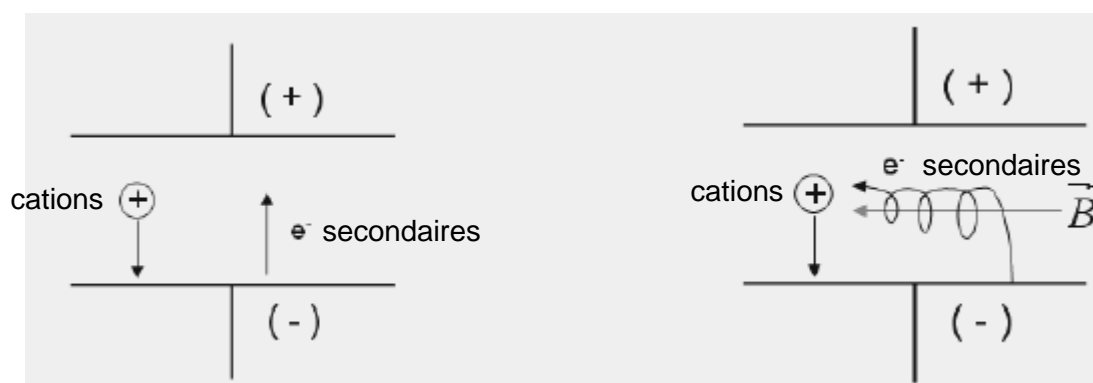 (+)
cations +
e- secondaires
(-)
(+)
e- secondaires
cations +
B
(-)